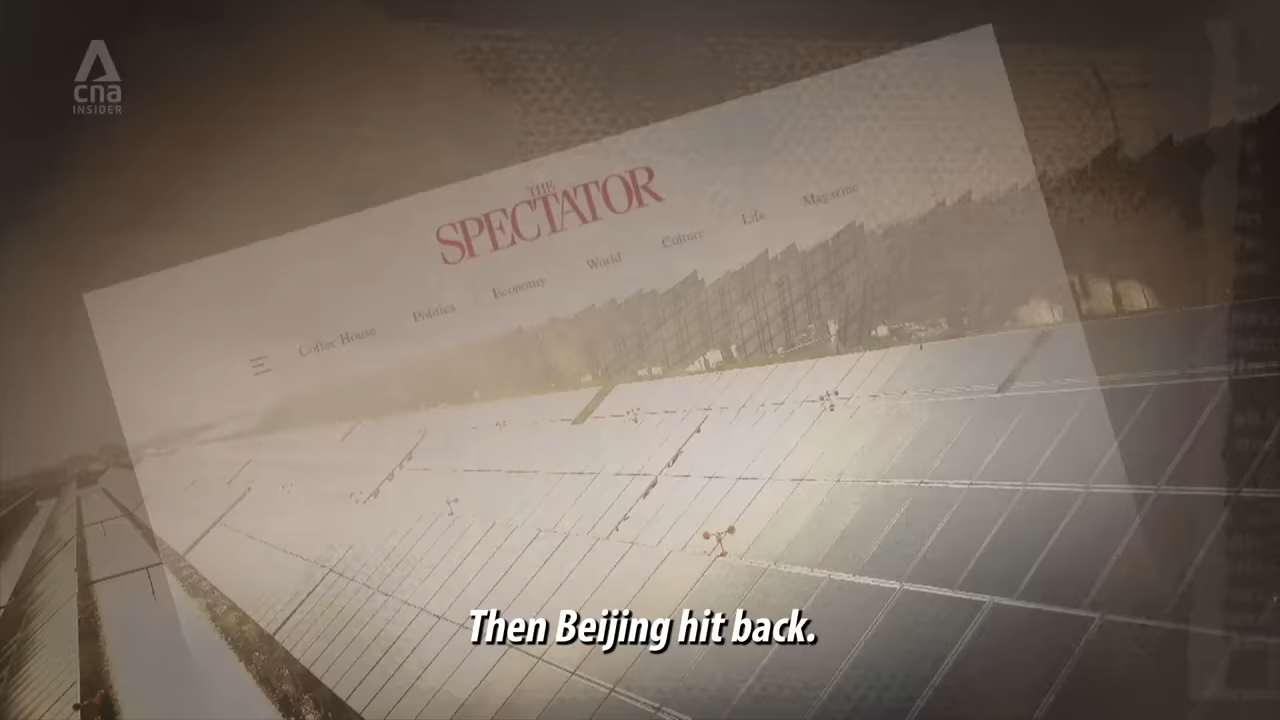 cna
INSIDER
THE
SPECTATOR
Coffee House Politics Economy World Culture Life Magazine
Then Beijing hit back.